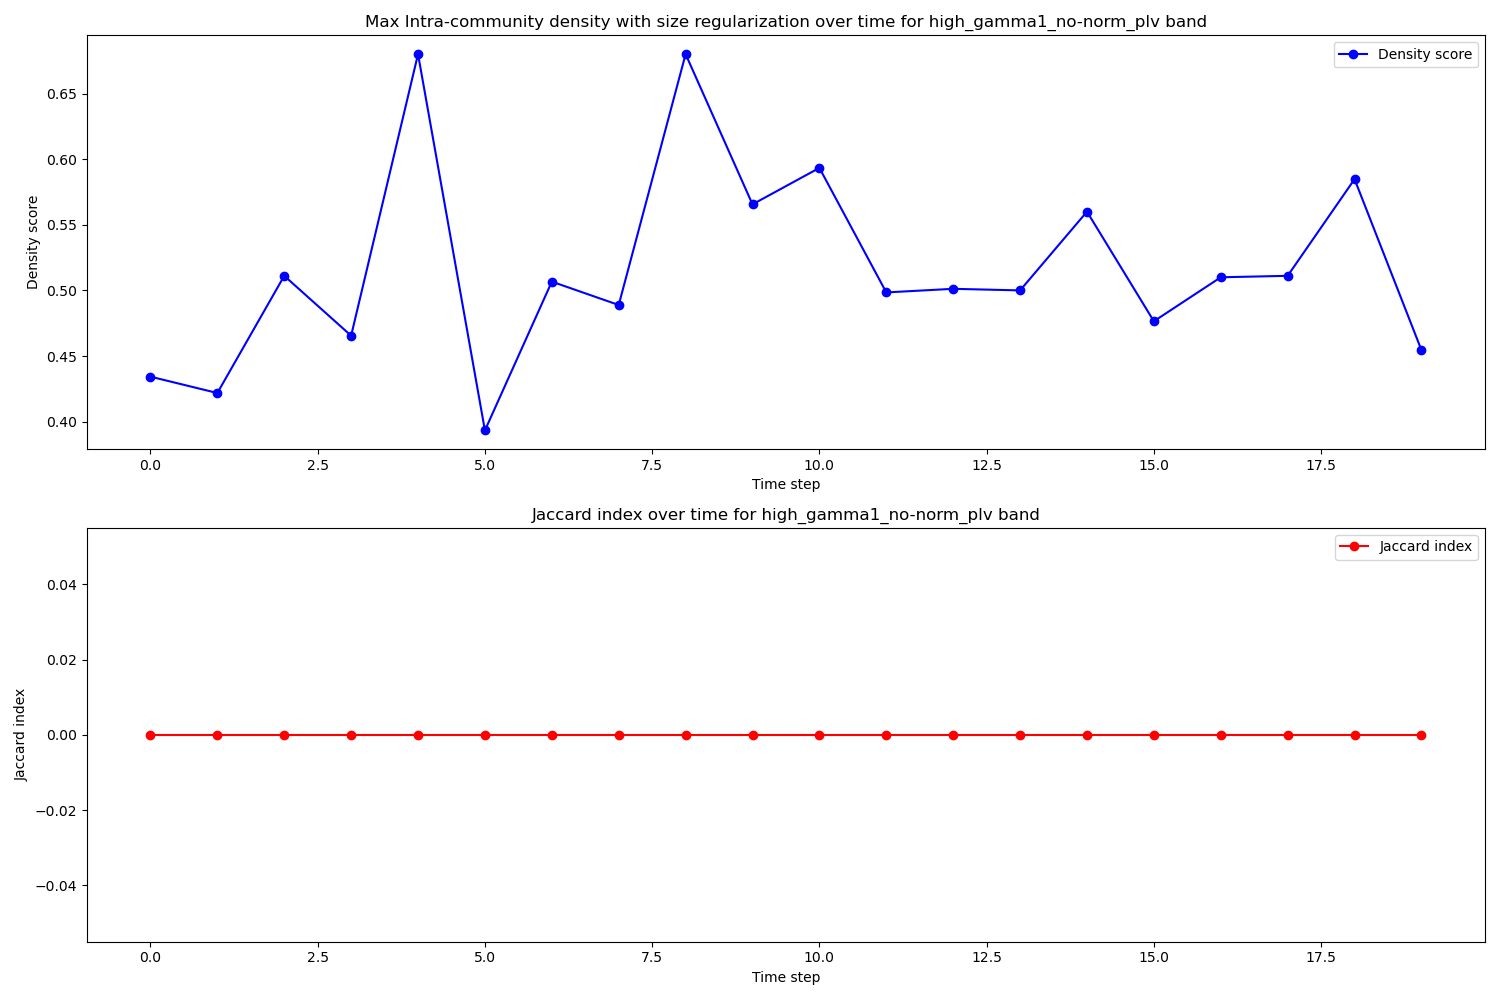 Max Intra-community density with size regularization over time for high_gamma1_no-norm_plv band
Density score
0.65
0.60
0.55
0.50
0.45
0.40
Density score
0.0 2.5 5.0 7.5 10.0 12.5 15.0 17.5
Time step
Jaccard index over time for high_gamma1_no-norm_plv band
Jaccard index
0.04
0.02
0.00
−0.02
−0.04
Jaccard index
0.0 2.5 5.0 7.5 10.0 12.5 15.0 17.5
Time step